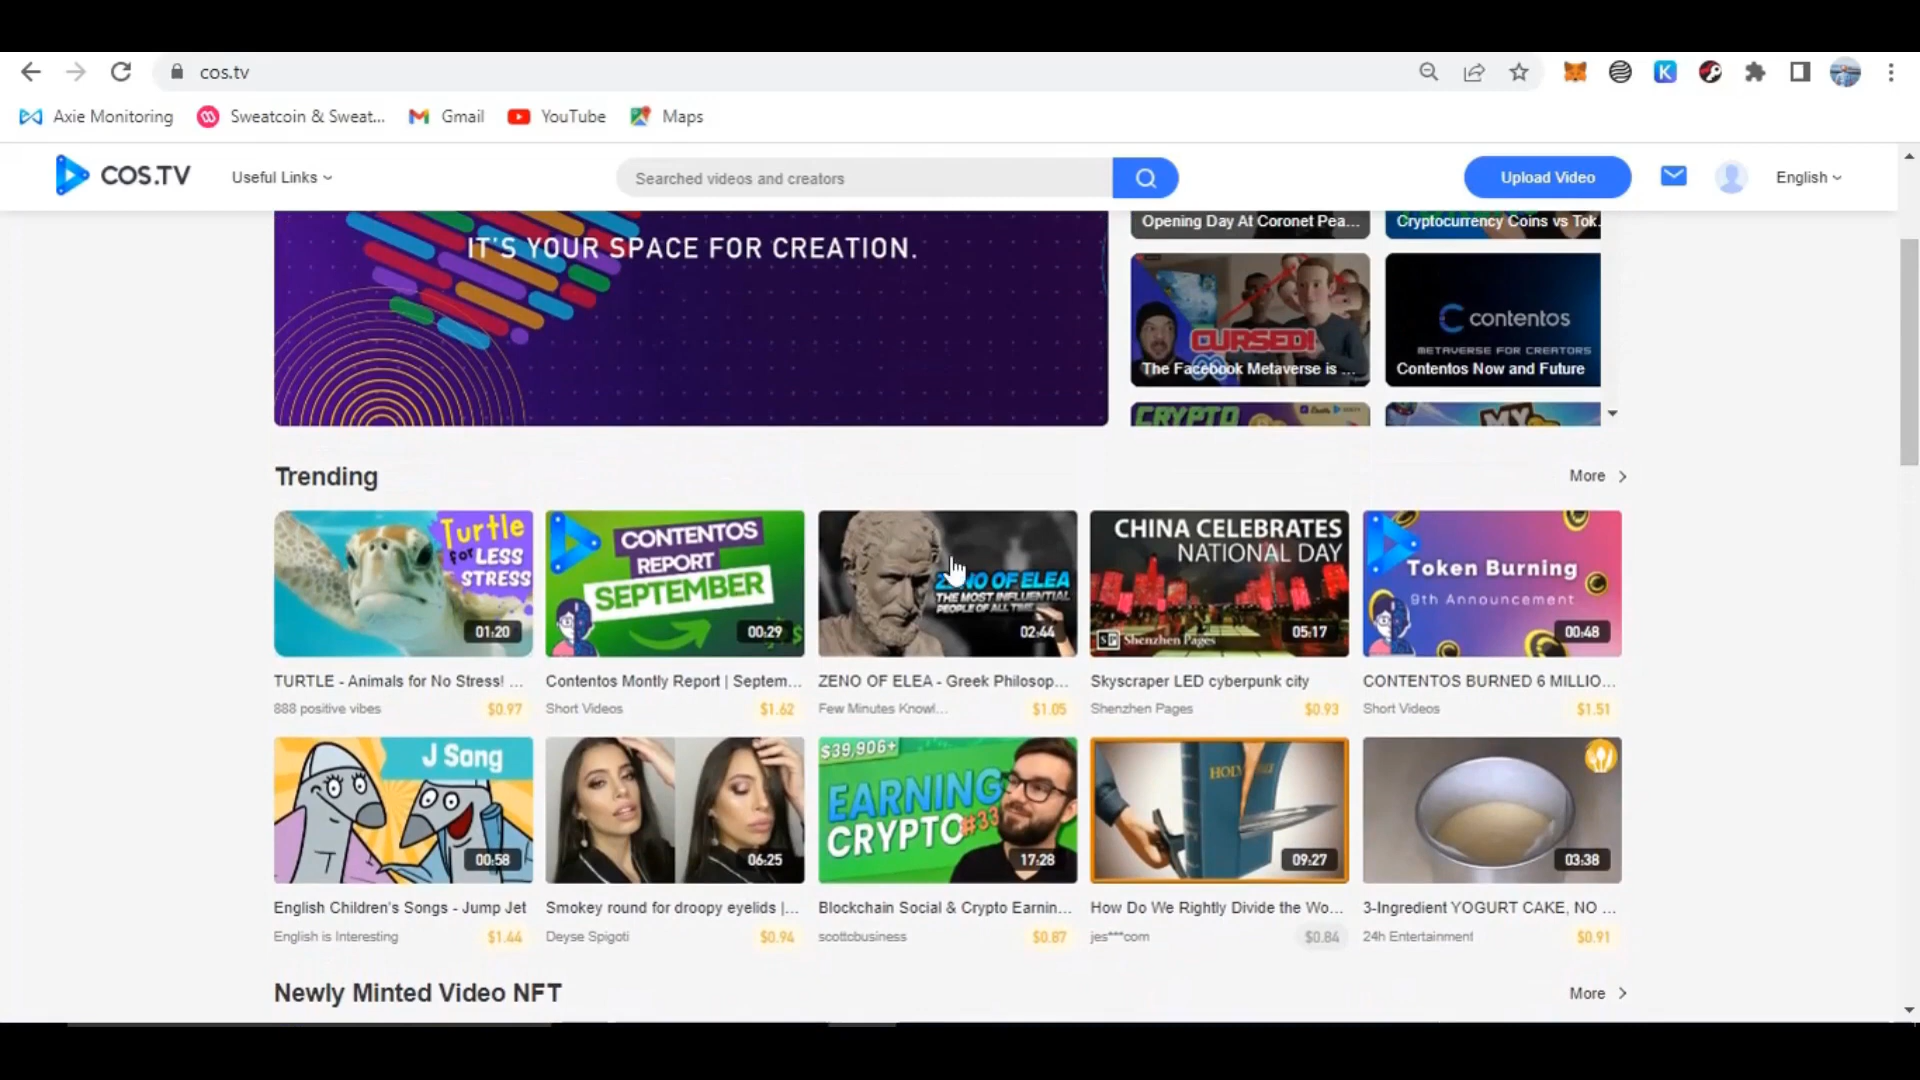 cos.tv
Axie Monitoring
Sweatcoin & Sweat...
Gmail
YouTube
Maps
COS.TV
Useful Links
Searched videos and creators
Upload Video
English
IT'S YOUR SPACE FOR CREATION.
Opening Day At Coronet Pea...
Cryptocurrency Coins vs Tok
CURSED!
The Facebook Metaverse is ...
contentos
METAVERSE FOR CREATORS
Contentos Now and Future
CRYPTO
MY
Trending
More
Turtle
for LESS
STRESS
01:20
CONTENTOS
REPORT
SEPTEMBER
00:29
ZENO OF ELEA
THE MOST INFLUENTIAL
PEOPLE OF ALL TIME
02:44
CHINA CELEBRATES
NATIONAL DAY
SP Shenzhen Pages
05:17
Token Burning
9th Announcement
00:48
TURTLE - Animals for No Stress! ...
888 positive vibes
$0.97
Contentos Montly Report | Septem...
Short Videos
$1.62
ZENO OF ELEA - Greek Philosop...
Few Minutes Knowl...
$1.05
Skyscraper LED cyberpunk city
Shenzhen Pages
$0.93
CONTENTOS BURNED 6 MILLIO...
Short Videos
$1.51
J Song
00:58
06:25
$39,906+
EARNING
CRYPTO #33
17:28
HOLY
09:27
03:38
English Children's Songs - Jump Jet
English is Interesting
$1.44
Smokey round for droopy eyelids |...
Deyse Spigoti
$0.94
Blockchain Social & Crypto Earnin...
scottcbusiness
$0.87
How Do We Rightly Divide the Wo...
jes***com
$0.84
3-Ingredient YOGURT CAKE, NO ...
24h Entertainment
$0.91
Newly Minted Video NFT
More